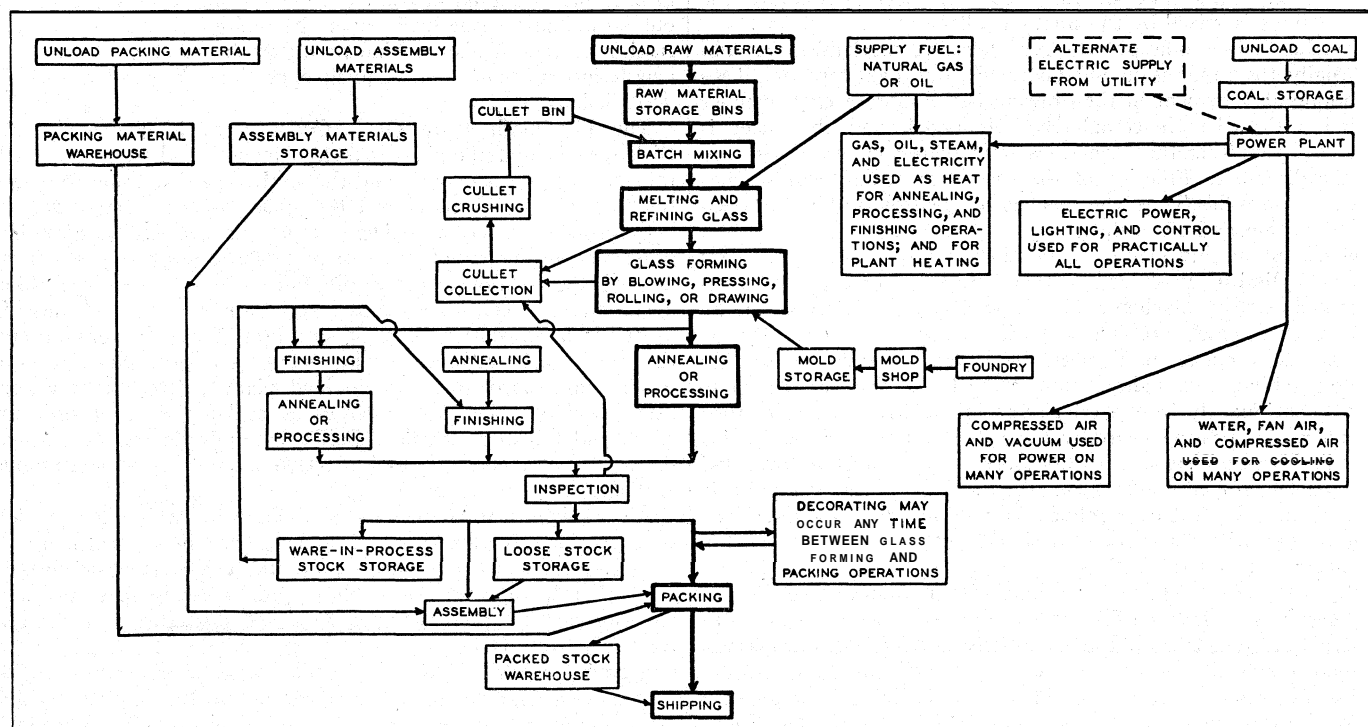 UNLOAD PACKING MATERIAL
UNLOAD ASSEMBLY
MATERIALS
UNLOAD RAW MATERIALS
SUPPLY FUEL:
NATURAL GAS
OR OIL
ALTERNATE
ELECTRIC SUPPLY
FROM UTILITY
UNLOAD COAL
COAL STORAGE
RAW MATERIAL
STORAGE BINS
CULLET BIN
PACKING MATERIAL
WAREHOUSE
ASSEMBLY MATERIALS
STORAGE
BATCH MIXING
GAS, OIL, STEAM,
AND ELECTRICITY
USED AS HEAT
FOR ANNEALING,
PROCESSING, AND
FINISHING OPERA-
TIONS; AND FOR
PLANT HEATING
POWER PLANT
CULLET
CRUSHING
MELTING AND
REFINING GLASS
ELECTRIC POWER,
LIGHTING, AND CONTROL
USED FOR PRACTICALLY
ALL OPERATIONS
CULLET
COLLECTION
GLASS FORMING
BY BLOWING, PRESSING,
ROLLING, OR DRAWING
FINISHING
ANNEALING
ANNEALING
OR
PROCESSING
MOLD
STORAGE
MOLD
SHOP
FOUNDRY
ANNEALING
OR
PROCESSING
FINISHING
COMPRESSED AIR
AND VACUUM USED
FOR POWER ON
MANY OPERATIONS
WATER, FAN AIR,
AND COMPRESSED AIR
USED FOR COOLING
ON MANY OPERATIONS
INSPECTION
DECORATING MAY
OCCUR ANY TIME
BETWEEN GLASS
FORMING AND
PACKING OPERATIONS
WARE-IN-PROCESS
STOCK STORAGE
LOOSE STOCK
STORAGE
ASSEMBLY
PACKING
PACKED STOCK
WAREHOUSE
SHIPPING